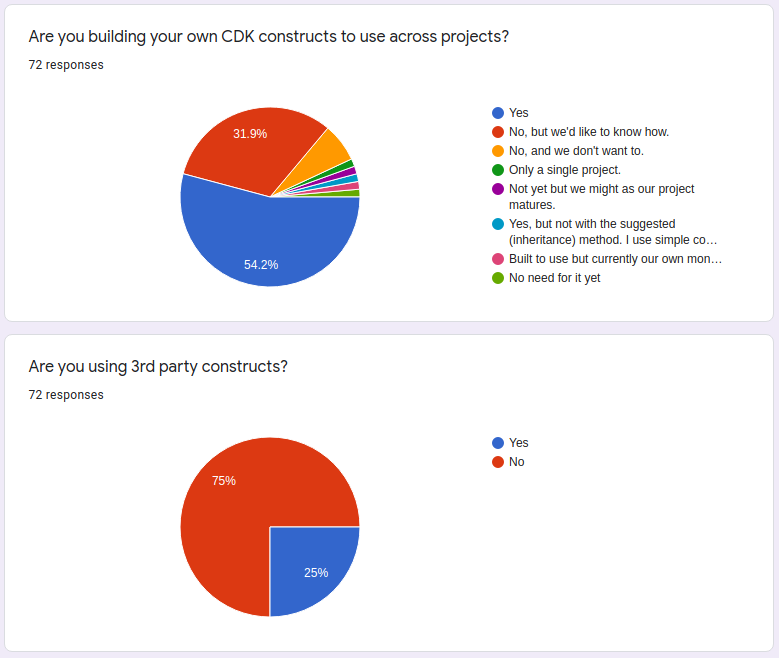 Are you building your own CDK constructs to use across projects?
72 responses
31.9%
54.2%
Yes
No, but we'd like to know how.
No, and we don't want to.
Only a single project.
Not yet but we might as our project
matures.
Yes, but not with the suggested
(inheritance) method. I use simple co…
Built to use but currently our own mon…
No need for it yet
Are you using 3rd party constructs?
72 responses
75%
25%
Yes
No